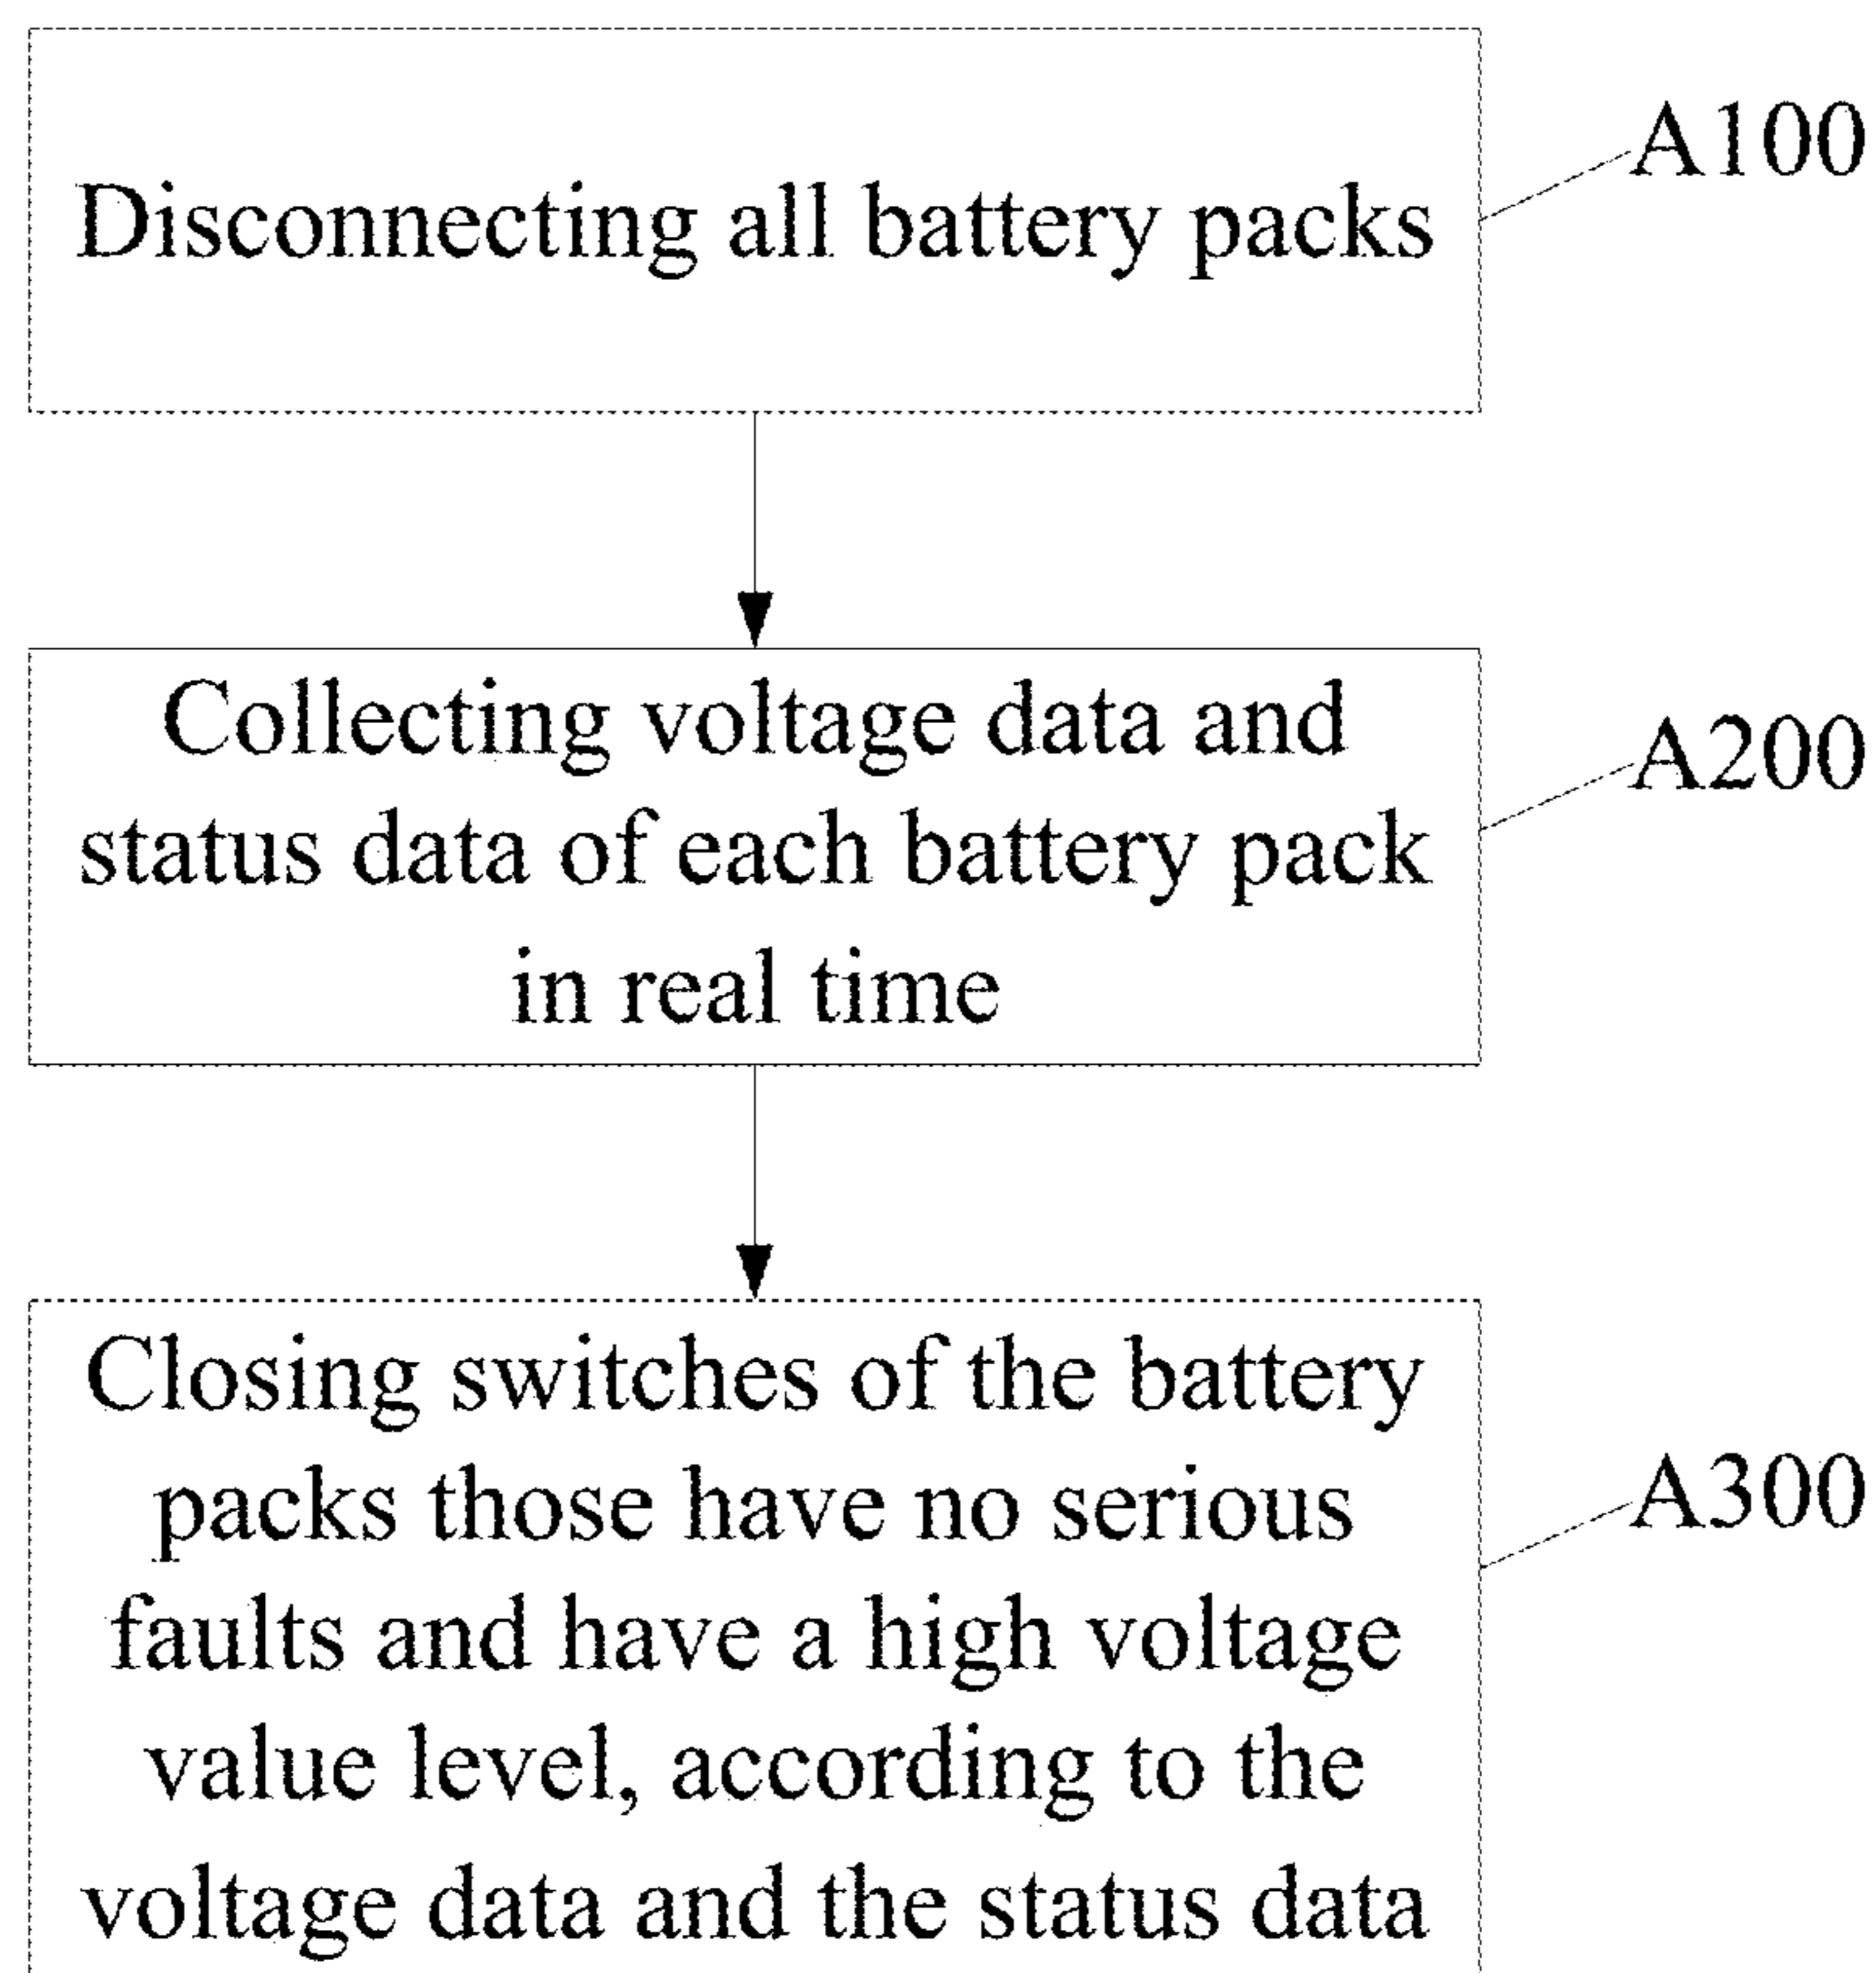 A100
Disconnecting all battery packs
Collecting voltage data and
status data of each battery pack
in real time
A200
Closing switches of the battery
packs those have no serious
faults and have a high voltage
value level, according to the
voltage data and the status data
A300